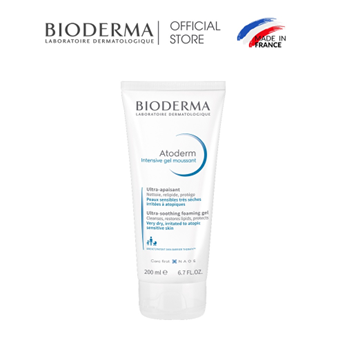 BIODERMA
LABORATOIRE DERMATOLOGIQUE
OFFICIAL
STORE
MADE IN
FRANCE
BIODERMA
LABORATOIRE DERMATOLOGIQUE
Atoderm
Intensive gel moussant
Ultra-apaisant
Nettoie, relipide, protège
Peaux sensibles très sèches
irritées à atopiques
Ultra-soothing foaming gel
Cleanses, restores lipids, protects
Very dry, irritated to atopic
sensitive skin
NAOS
200 ml e 6.7 FL.OZ.